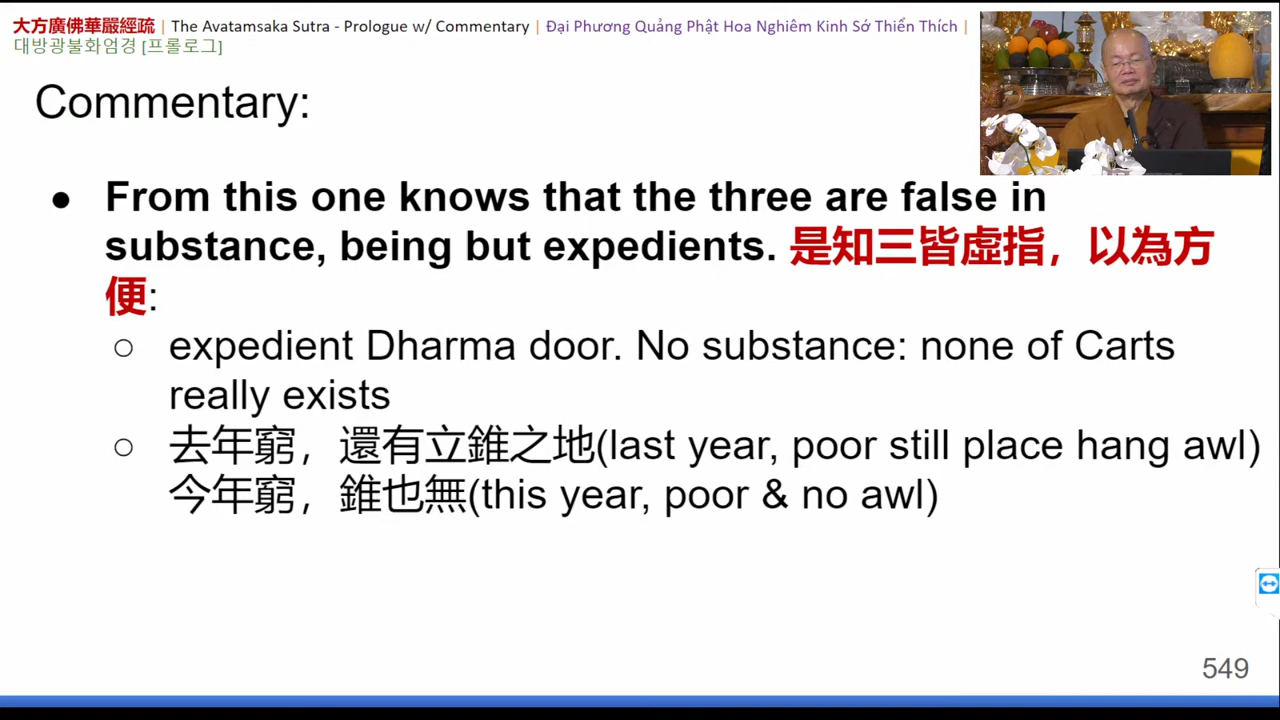 大方廣佛華嚴經疏 | The Avatamsaka Sutra - Prologue w/ Commentary | Đại Phương Quảng Phật Hoa Nghiêm Kinh Sớ Thiển Thích |
대방광불화엄경 [프롤로그]
Commentary:
● From this one knows that the three are false in
substance, being but expedients. 是知三皆虛指，以為方
便:
○ expedient Dharma door. No substance: none of Carts
really exists
○ 去年窮，還有立錐之地(last year, poor still place hang awl)
今年窮，錐也無(this year, poor & no awl)
549